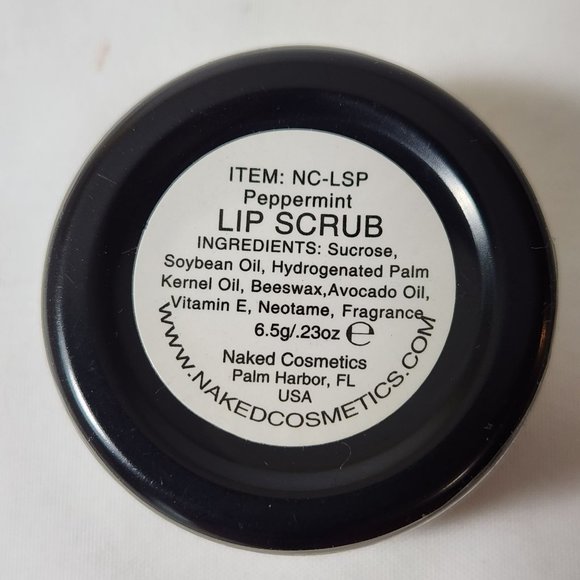 ITEM: NC-LSP
Peppermint
LIP SCRUB
INGREDIENTS: Sucrose,
Soybean Oil, Hydrogenated Palm
Kernel Oil, Beeswax,Avocado Oil,
Vitamin E, Neotame, Fragrance
6.5g/.23oz ℮
Naked Cosmetics
Palm Harbor, FL
USA
WWW.NAKEDCOSMETICS.COM